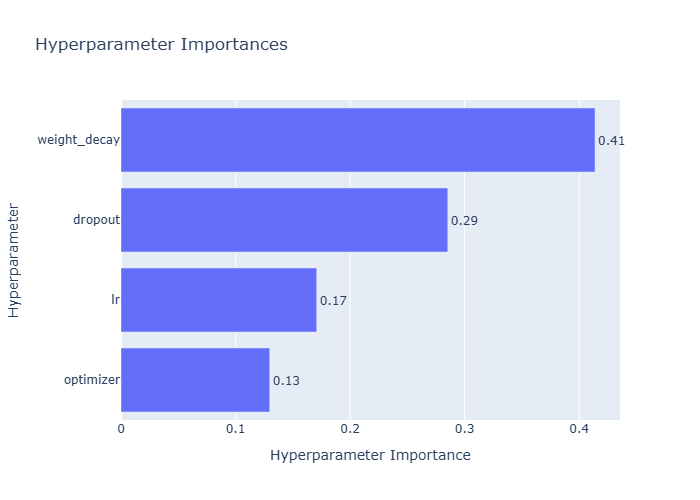 Hyperparameter Importances
Hyperparameter
weight_decay
0.41
dropout
0.29
lr
0.17
optimizer
0.13
0 0.1 0.2 0.3 0.4
Hyperparameter Importance